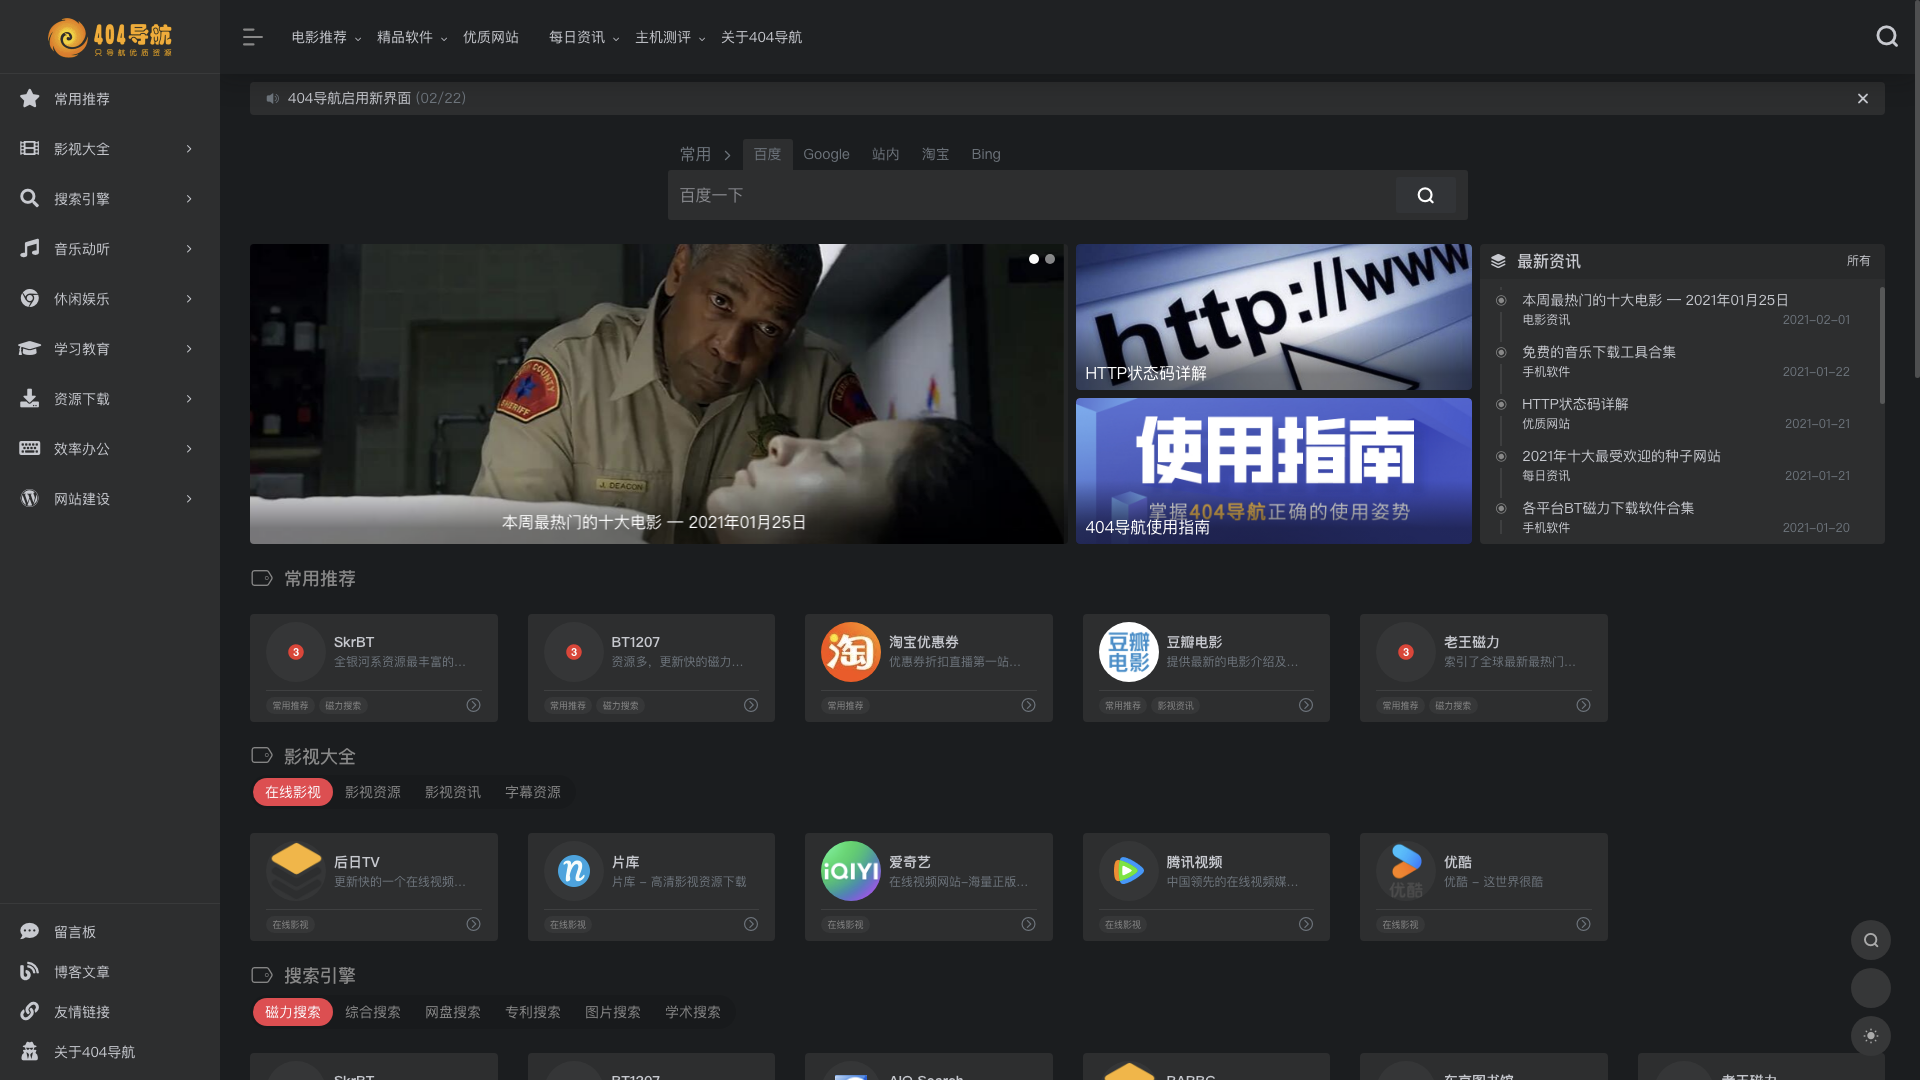 404导航
只导航优质资源
电影推荐
精品软件
优质网站
每日资讯
主机测评
关于404导航
常用推荐
影视大全
搜索引擎
音乐动听
休闲娱乐
学习教育
资源下载
效率办公
网站建设
留言板
博客文章
友情链接
关于404导航
404导航启用新界面 (02/22)
常用
百度
Google
站内
淘宝
Bing
百度一下
SHERIFF
J. DEACON
本周最热门的十大电影 — 2021年01月25日
http://www
HTTP状态码详解
使用指南
掌握404导航正确的使用姿势
404导航使用指南
最新资讯
所有
本周最热门的十大电影 — 2021年01月25日
电影资讯 2021-02-01
免费的音乐下载工具合集
手机软件 2021-01-22
HTTP状态码详解
优质网站 2021-01-21
2021年十大最受欢迎的种子网站
每日资讯 2021-01-21
各平台BT磁力下载软件合集
手机软件 2021-01-20
常用推荐
3
SkrBT
全银河系资源最丰富的...
常用推荐 磁力搜索
3
BT1207
资源多，更新快的磁力...
常用推荐 磁力搜索
淘
淘宝优惠券
优惠券折扣直播第一站...
常用推荐
豆瓣电影
豆瓣电影
提供最新的电影介绍及...
常用推荐 影视资讯
3
老王磁力
索引了全球最新最热门...
常用推荐 磁力搜索
影视大全
在线影视 影视资源 影视资讯 字幕资源
后日TV
更新快的一个在线视频...
在线影视
n
片库
片库 - 高清影视资源下载
在线影视
iQIYI
爱奇艺
在线视频网站-海量正版...
在线影视
腾讯视频
中国领先的在线视频媒...
在线影视
优酷
优酷
优酷 - 这世界很酷
在线影视
搜索引擎
磁力搜索 综合搜索 网盘搜索 专利搜索 图片搜索 学术搜索
SkrBT
BT1207
AIO Search
老王磁力